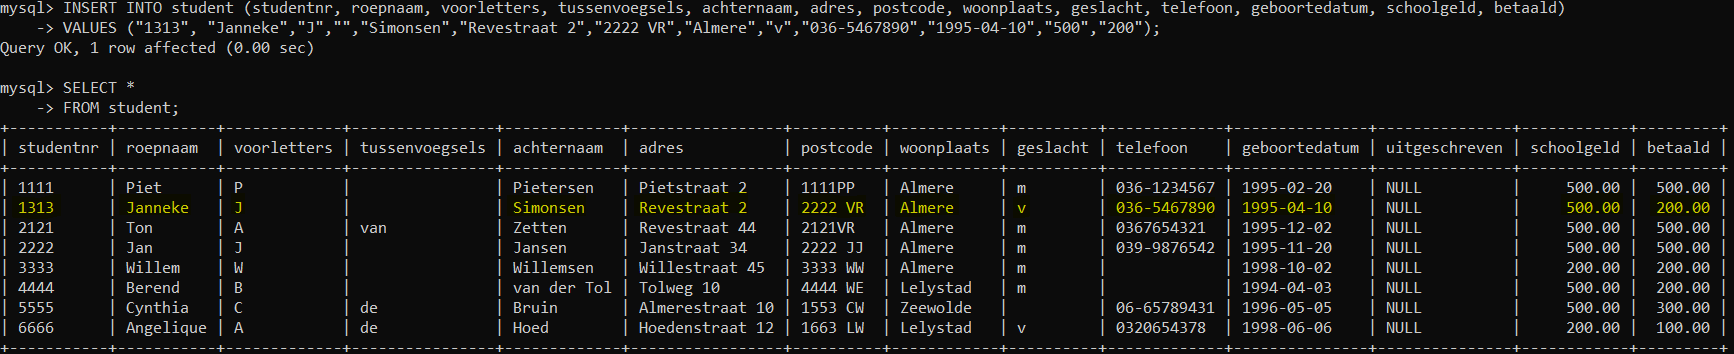 mysql> INSERT INTO student (studentnr, roepnaam, voorletters, tussenvoegsels, achternaam, adres, postcode, woonplaats, geslacht, telefoon, geboortedatum, schoolgeld, betaald)
    -> VALUES ("1313", "Janneke","J","","Simonsen","Revestraat 2","2222 VR","Almere","v","036-5467890","1995-04-10","500","200");
Query OK, 1 row affected (0.00 sec)
mysql> SELECT *
    -> FROM student;
+-----------+-----------+-------------+----------------+------------+-----------------+----------+------------+----------+-------------+---------------+---------------+------------+---------+
| studentnr | roepnaam  | voorletters | tussenvoegsels | achternaam | adres           | postcode | woonplaats | geslacht | telefoon    | geboortedatum | uitgeschreven | schoolgeld | betaald |
+-----------+-----------+-------------+----------------+------------+-----------------+----------+------------+----------+-------------+---------------+---------------+------------+---------+
| 1111      | Piet      | P           |                | Pietersen  | Pietstraat 2    | 1111PP   | Almere     | m        | 036-1234567 | 1995-02-20    | NULL          |     500.00 |  500.00 |
| 1313      | Janneke   | J           |                | Simonsen   | Revestraat 2    | 2222 VR  | Almere     | v        | 036-5467890 | 1995-04-10    | NULL          |     500.00 |  200.00 |
| 2121      | Ton       | A           | van            | Zetten     | Revestraat 44   | 2121VR   | Almere     | m        | 0367654321  | 1995-12-02    | NULL          |     500.00 |  500.00 |
| 2222      | Jan       | J           |                | Jansen     | Janstraat 34    | 2222 JJ  | Almere     | m        | 039-9876542 | 1995-11-20    | NULL          |     500.00 |  500.00 |
| 3333      | Willem    | W           |                | Willemsen  | Willestraat 45  | 3333 WW  | Almere     | m        |             | 1998-10-02    | NULL          |     200.00 |  200.00 |
| 4444      | Berend    | B           |                | van der Tol | Tolweg 10      | 4444 WE  | Lelystad   | m        |             | 1994-04-03    | NULL          |     500.00 |  200.00 |
| 5555      | Cynthia   | C           | de             | Bruin      | Almerestraat 10 | 1553 CW  | Zeewolde   |          | 06-65789431 | 1996-05-05    | NULL          |     500.00 |  300.00 |
| 6666      | Angelique | A           | de             | Hoed       | Hoedenstraat 12 | 1663 LW  | Lelystad   | v        | 0320654378  | 1998-06-06    | NULL          |     200.00 |  100.00 |
+-----------+-----------+-------------+----------------+------------+-----------------+----------+------------+----------+-------------+---------------+---------------+------------+---------+